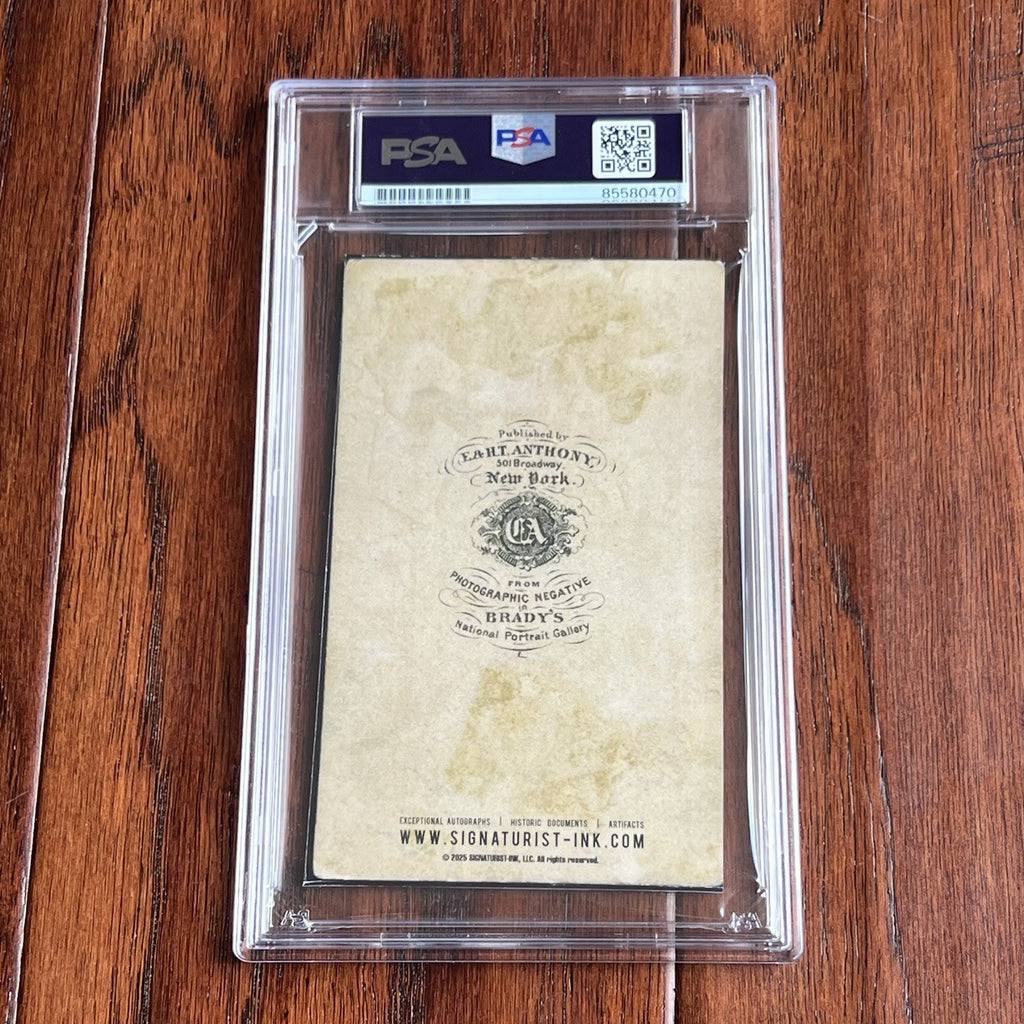 PSA
PSA
85580470
Published by
E. & H.T. ANTHONY,
501 Broadway,
New York.
EA
FROM
PHOTOGRAPHIC NEGATIVE
in
BRADY'S
National Portrait Gallery
EXCEPTIONAL AUTOGRAPHS | HISTORIC DOCUMENTS | ARTIFACTS
WWW.SIGNATURIST-INK.COM
© 2025 SIGNATURIST-INK, LLC. All rights reserved.